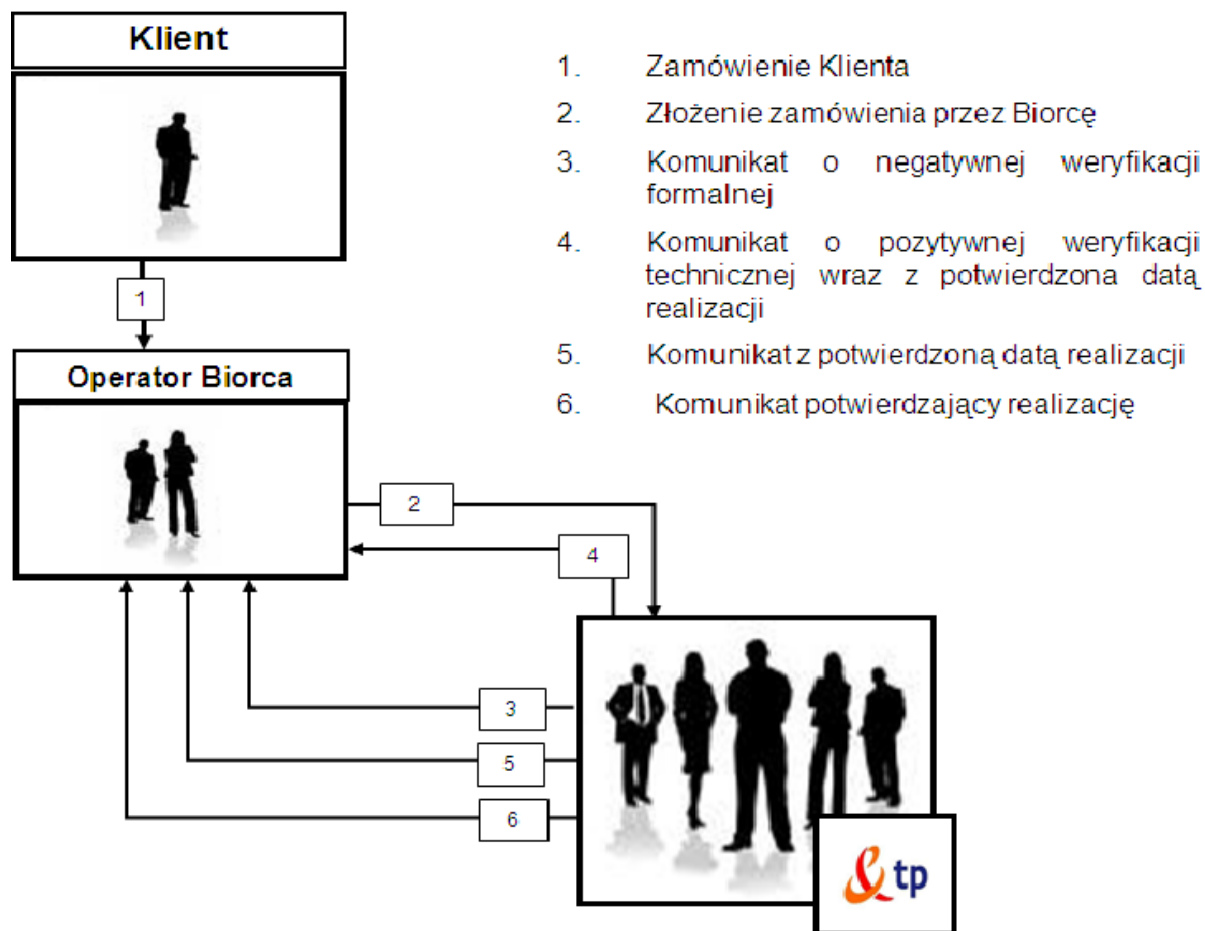 Klient
1
Operator Biorca
2
4
3
5
6
& tp
1. Zamówienie Klienta
2. Złożenie zamówienia przez Biorcę
3. Komunikat o negatywnej weryfikacji
formalnej
4. Komunikat o pozytywnej weryfikacji
technicznej wraz z potwierdzona datą
realizacji
5. Komunikat z potwierdzoną datą realizacji
6. Komunikat potwierdzający realizację